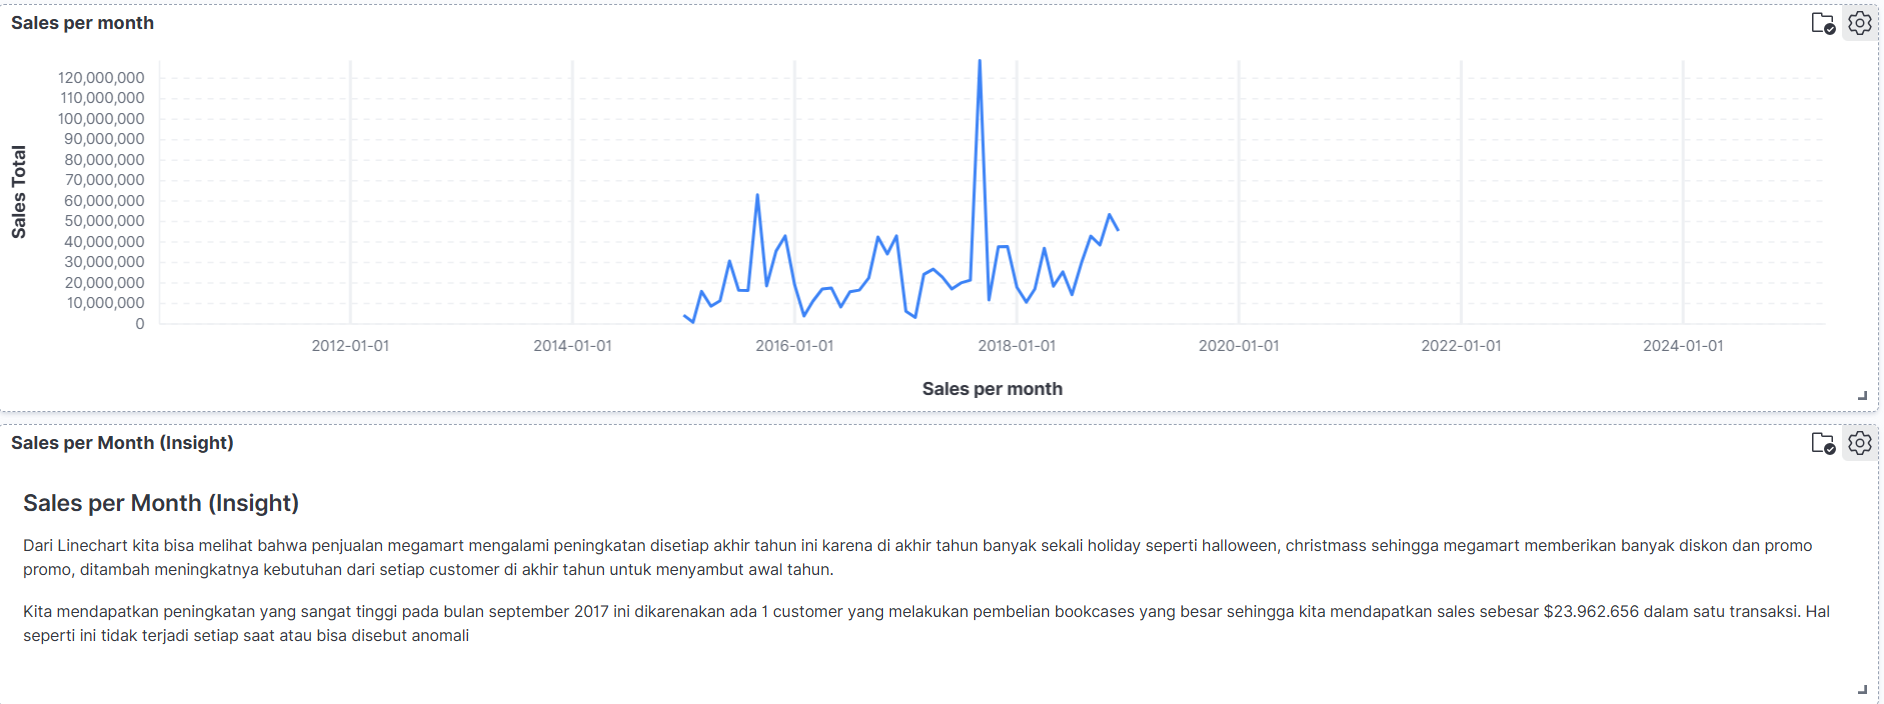 Sales per month
120,000,000
110,000,000
100,000,000
90,000,000
80,000,000
70,000,000
60,000,000
50,000,000
40,000,000
30,000,000
20,000,000
10,000,000
0
Sales Total
2012-01-01
2014-01-01
2016-01-01
2018-01-01
2020-01-01
2022-01-01
2024-01-01
Sales per month
Sales per Month (Insight)
Sales per Month (Insight)
Dari Linechart kita bisa melihat bahwa penjualan megamart mengalami peningkatan disetiap akhir tahun ini karena di akhir tahun banyak sekali holiday seperti halloween, christmass sehingga megamart memberikan banyak diskon dan promo
promo, ditambah meningkatnya kebutuhan dari setiap customer di akhir tahun untuk menyambut awal tahun.
Kita mendapatkan peningkatan yang sangat tinggi pada bulan september 2017 ini dikarenakan ada 1 customer yang melakukan pembelian bookcases yang besar sehingga kita mendapatkan sales sebesar $23.962.656 dalam satu transaksi. Hal
seperti ini tidak terjadi setiap saat atau bisa disebut anomali